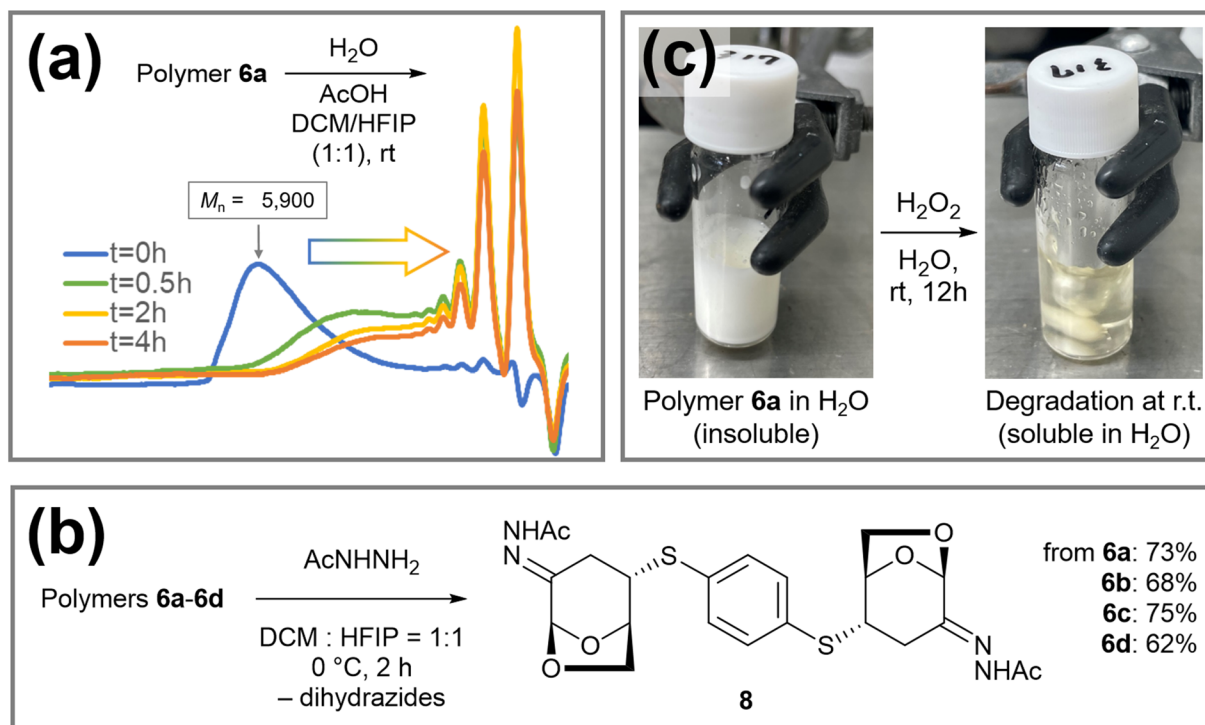 (a)
Polymer 6a
H₂O
AcOH
DCM/HFIP
(1:1), rt
Mₙ = 5,900
t=0h
t=0.5h
t=2h
t=4h
(c)
H₂O₂
H₂O,
rt, 12h
Polymer 6a in H₂O
(insoluble)
Degradation at r.t.
(soluble in H₂O)
(b)
Polymers 6a-6d
AcNHNH₂
DCM : HFIP = 1:1
0 °C, 2 h
– dihydrazides
NHAc
N
S
O
O
S
O
O
N
NHAc
8
from 6a: 73%
6b: 68%
6c: 75%
6d: 62%